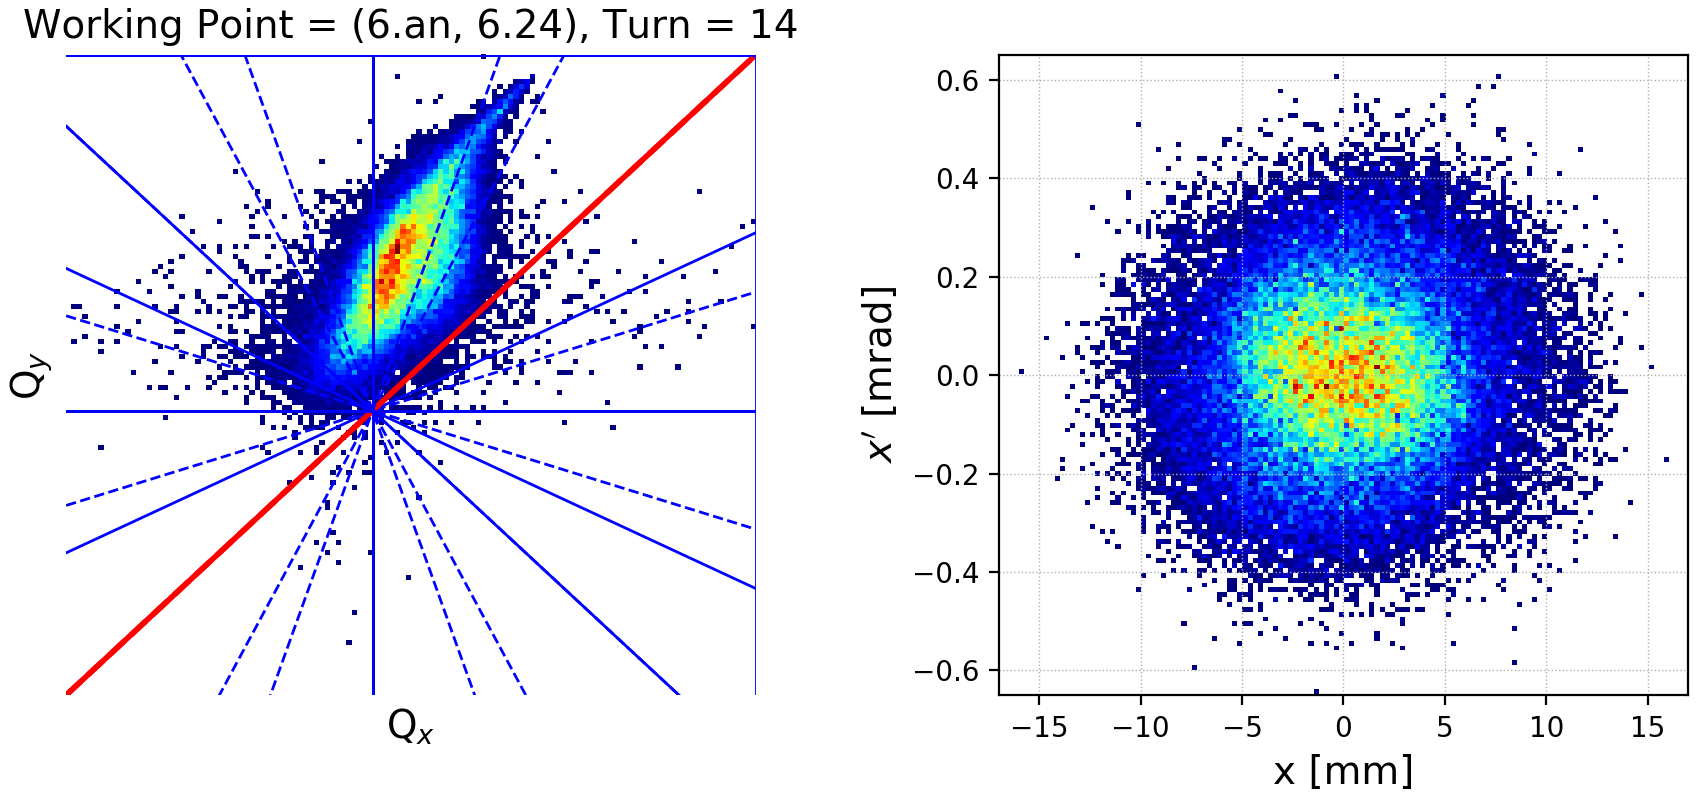 Working Point = (6.an, 6.24), Turn = 14
Q_y
Q_x
0.6
0.4
0.2
0.0
−0.2
−0.4
−0.6
x′ [mrad]
−15 −10 −5 0 5 10 15
x [mm]